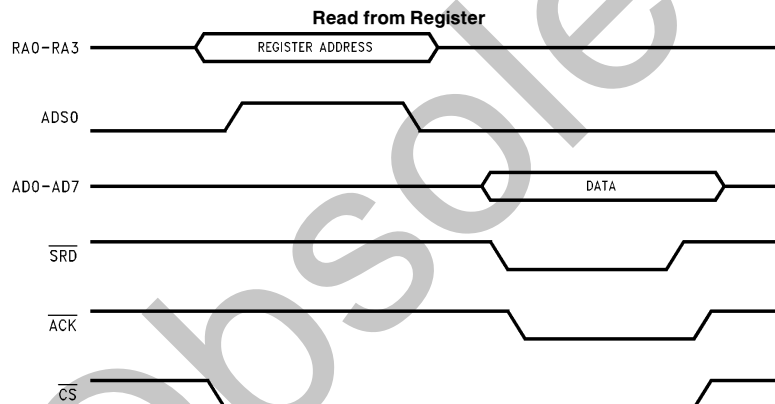 Read from Register
RA0-RA3
REGISTER ADDRESS
ADS0
AD0-AD7
DATA
SRD
ACK
CS
Obsolete